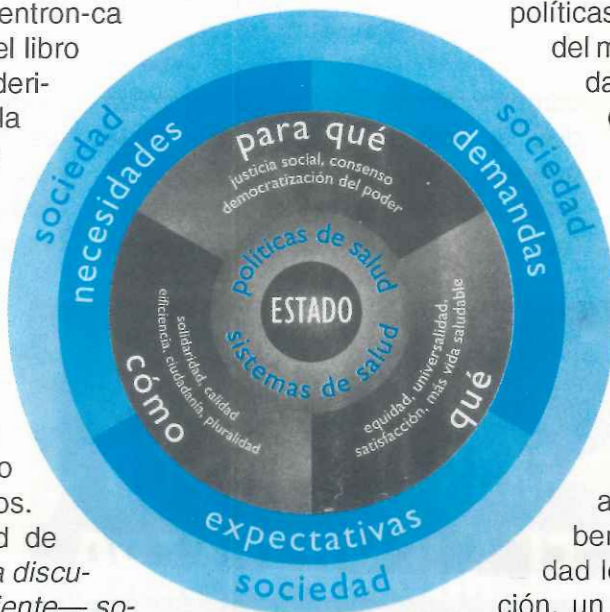 entron-ca
el libro
deri-
la
o
os.
d de
a discu-
iente— so-
políticas
del m
da
a
ber
dad lo
ción, un
sociedad
sociedad
sociedad
necesidades
demandas
expectativas
para qué
justicia social, consenso
democratización del poder
políticas de salud
ESTADO
sistemas de salud
cómo
solidaridad, calidad
eficiencia, ciudadanía, pluralidad
qué
equidad, universalidad,
satisfacción, más vida saludable